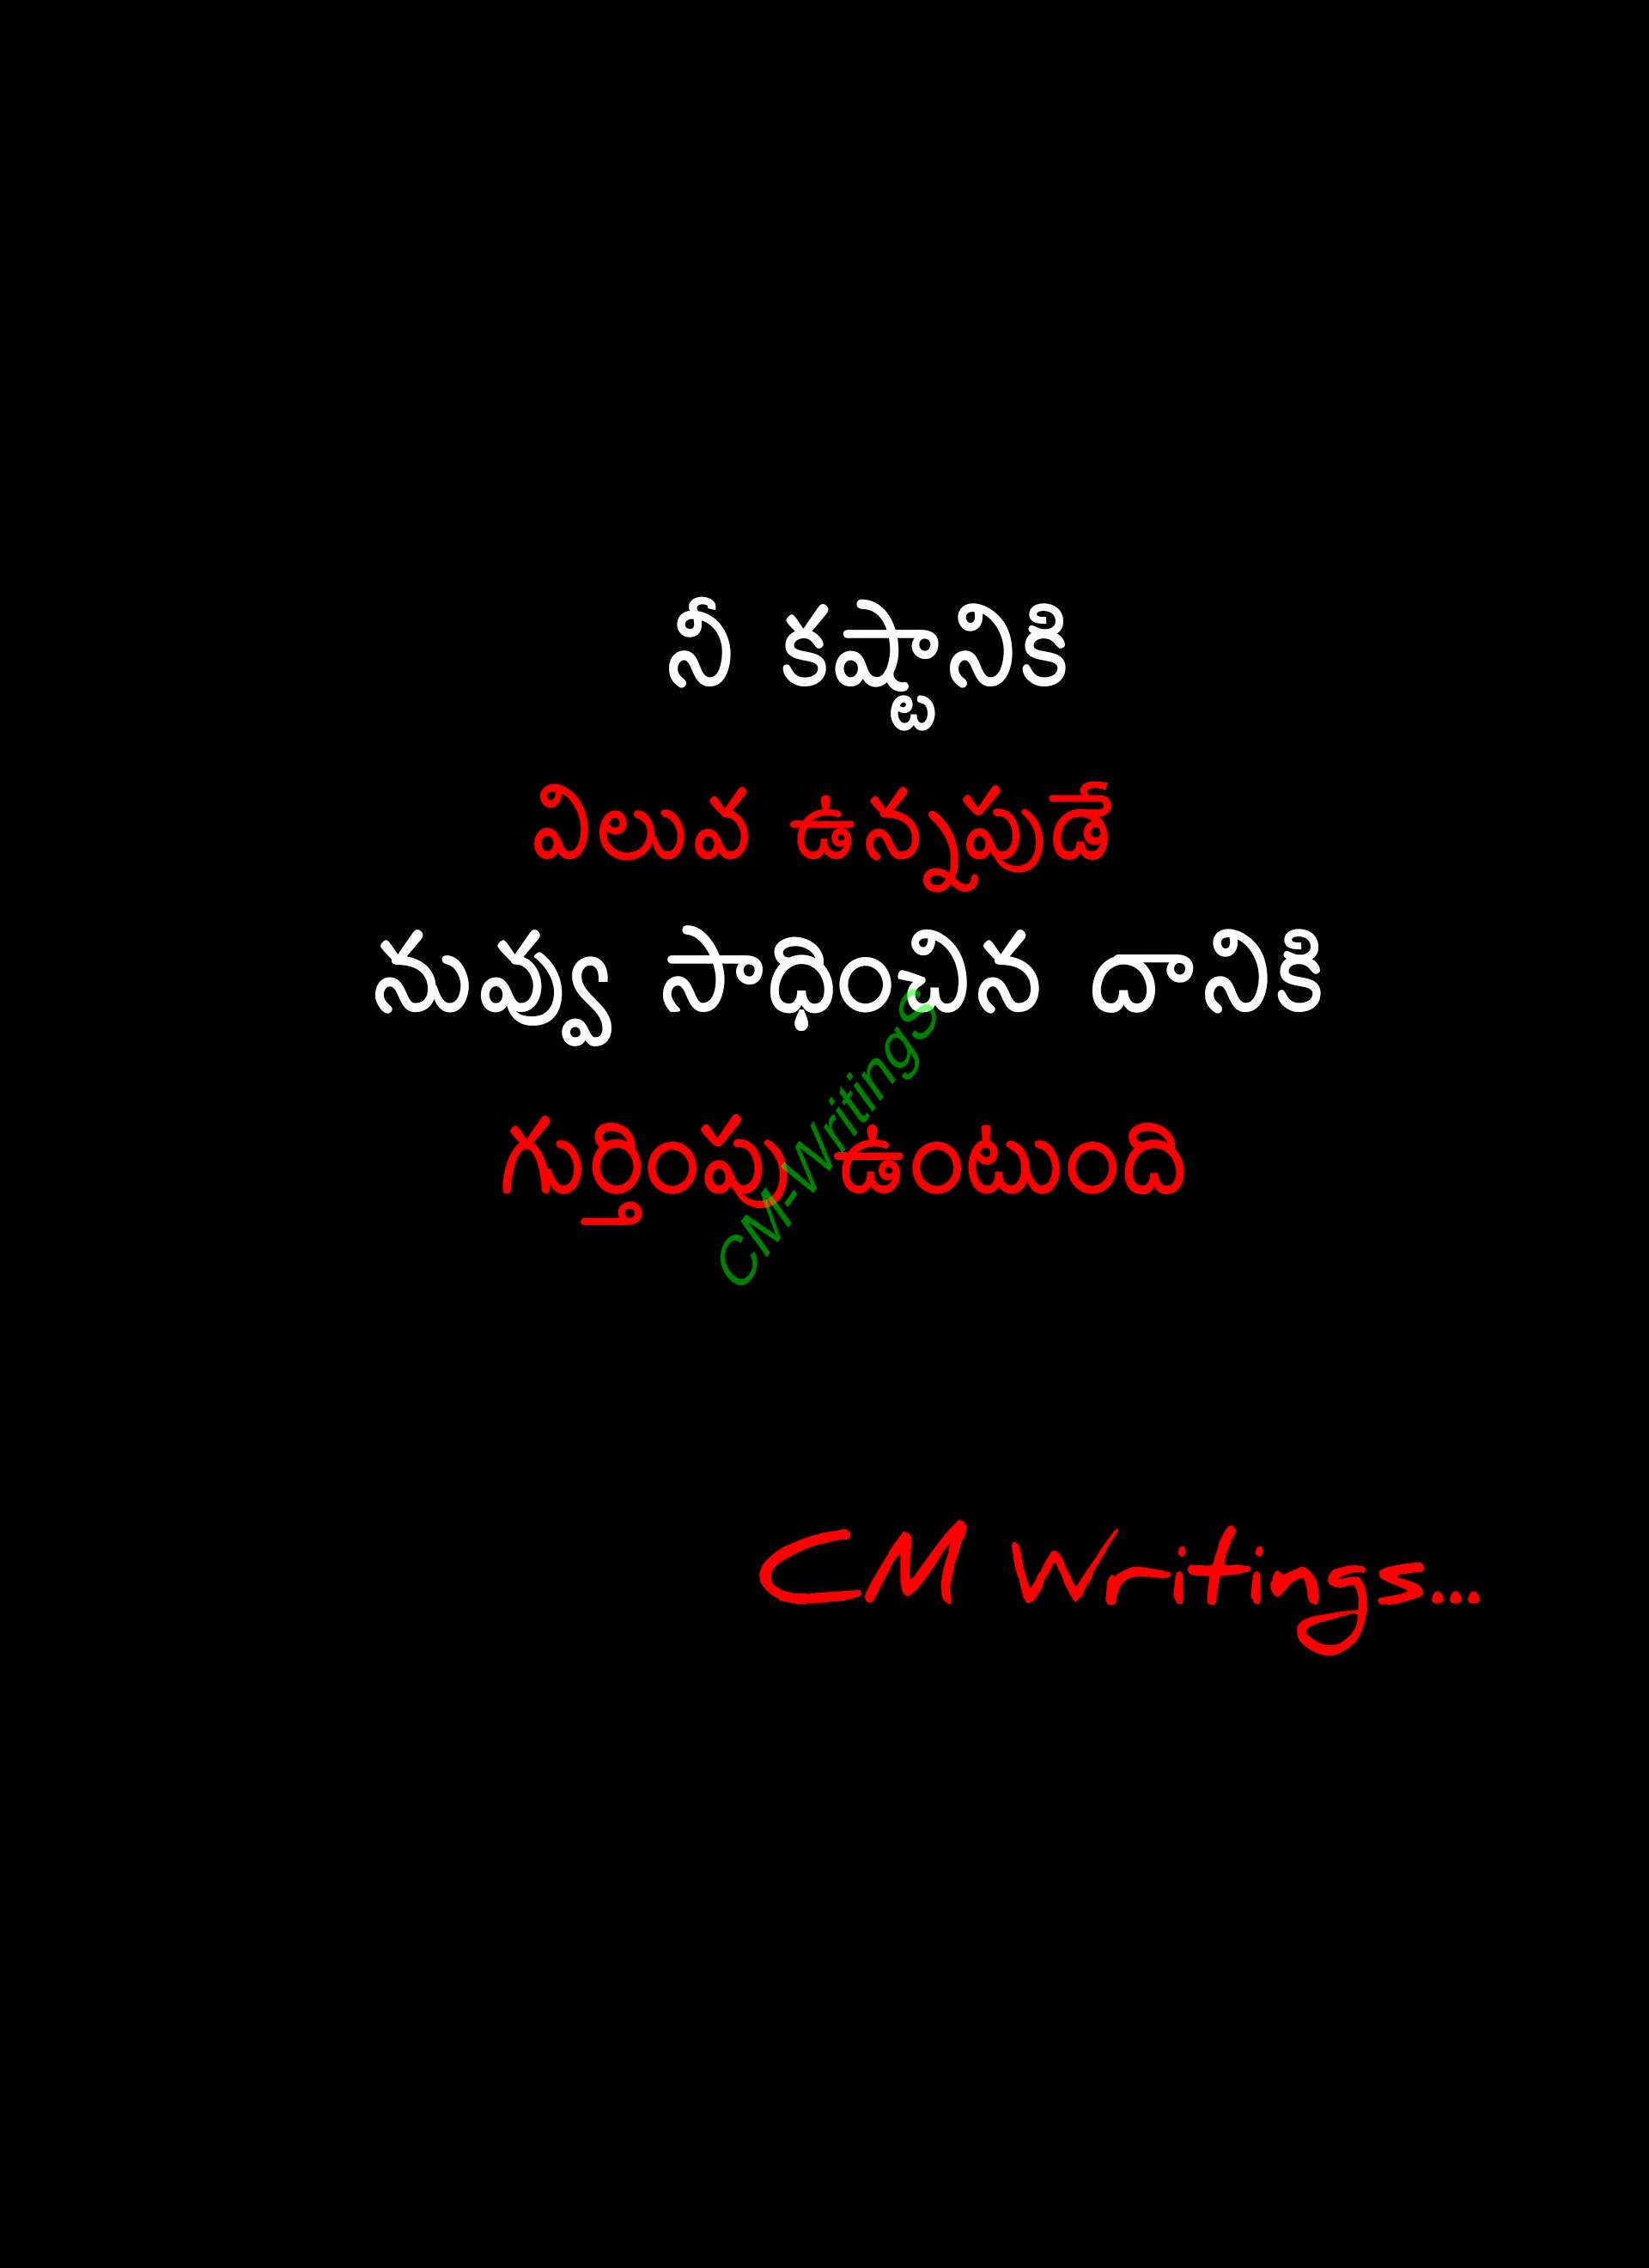 నీ కష్టానికి
విలువ ఉన్నపుడే
నువ్వు సాధించిన దానికి
గుర్తింపు ఉంటుంది
CM-Writings
CM Writings...